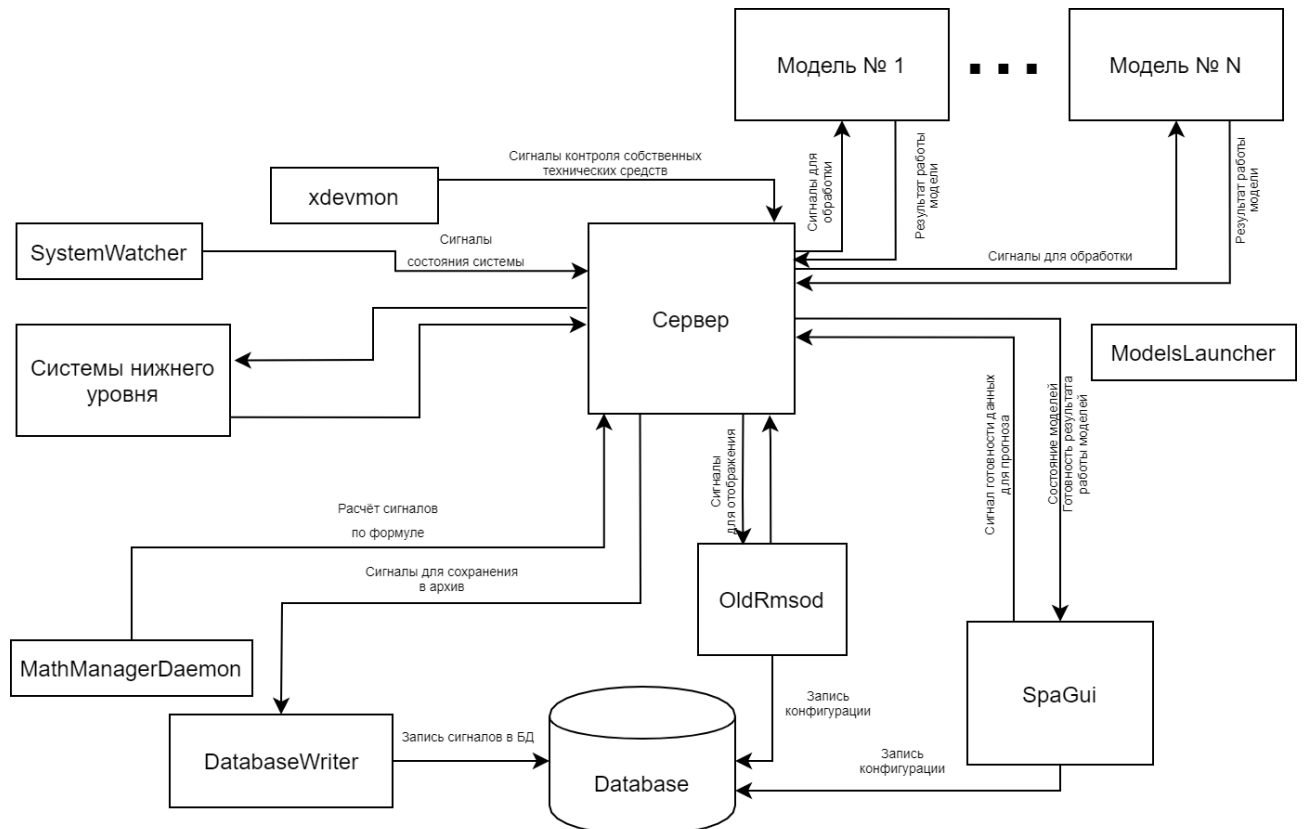 Модель № 1
Модель № N
Сигналы контроля собственных
технических средств
xdevmon
Сигналы для
обработки
Результат работы
модели
Результат работы
модели
SystemWatcher
Сигналы
состояния системы
Сигналы для обработки
Сервер
Системы нижнего
уровня
ModelsLauncher
Сигнал готовности данных
для прогноза
Состояние моделей
Готовность результата
работы моделей
Сигналы
для отображения
Расчёт сигналов
по формуле
Сигналы для сохранения
в архив
OldRmsod
MathManagerDaemon
SpaGui
Запись
конфигурации
Запись сигналов в БД
DatabaseWriter
Database
Запись
конфигурации